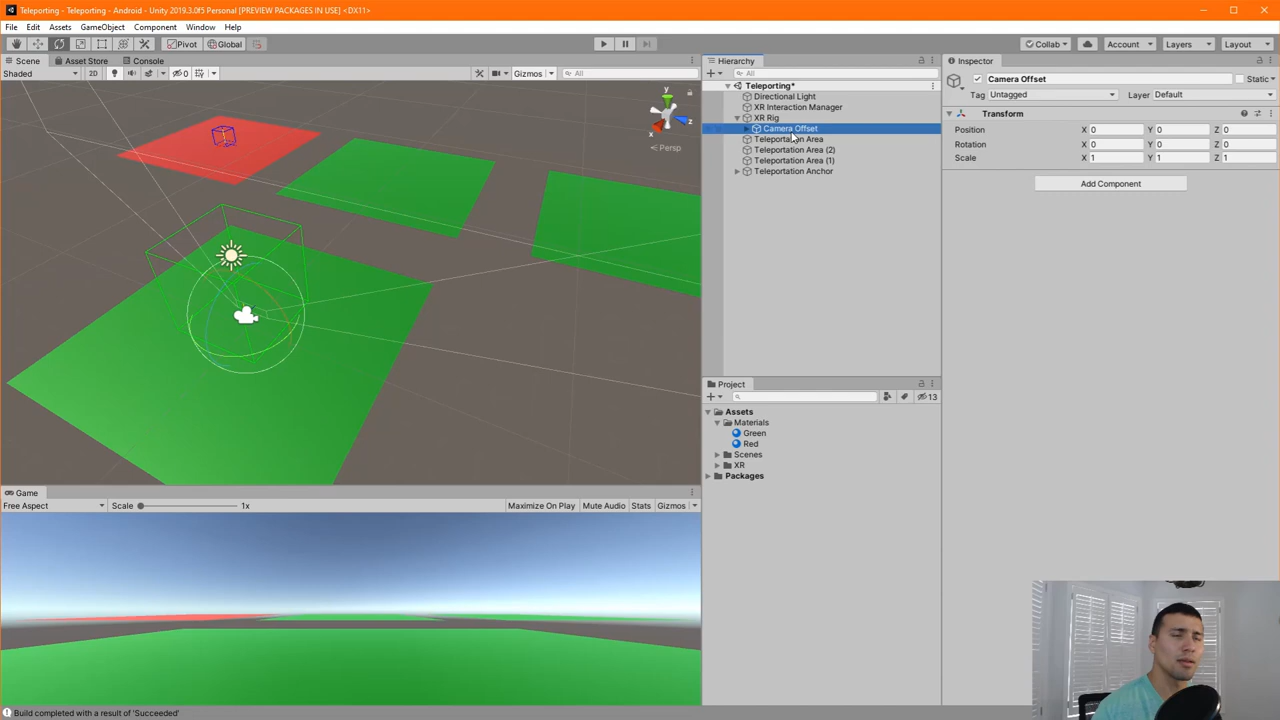 Teleporting - Teleporting - Android - Unity 2019.3.0f5 Personal [PREVIEW PACKAGES IN USE] <DX11>
File Edit Assets GameObject Component Window Help
Pivot Global Collab Account Layers Layout
Scene Asset Store Console
Shaded 2D 0 Gizmos All
y
z
x
Persp
Hierarchy
All
Teleporting*
Directional Light
XR Interaction Manager
XR Rig
Camera Offset
Teleportation Area
Teleportation Area (2)
Teleportation Area (1)
Teleportation Anchor
Project
13
Assets
Materials
Green
Red
Scenes
XR
Packages
Inspector
Camera Offset Static
Tag Untagged Layer Default
Transform
Position X 0 Y 0 Z 0
Rotation X 0 Y 0 Z 0
Scale X 1 Y 1 Z 1
Add Component
Game
Free Aspect Scale 1x Maximize On Play Mute Audio Stats Gizmos
Build completed with a result of 'Succeeded'